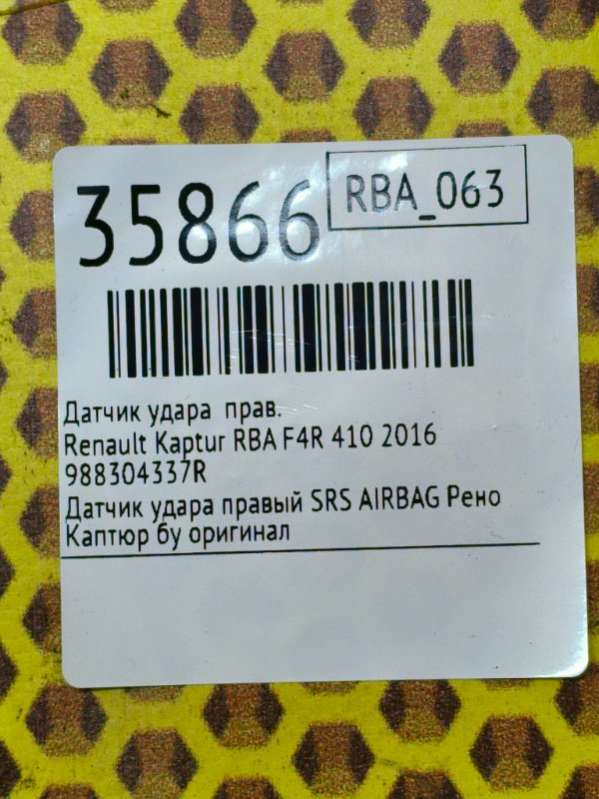 35866
RBA_063
Датчик удара прав.
Renault Kaptur RBA F4R 410 2016
988304337R
Датчик удара правый SRS AIRBAG Рено
Каптюр бу оригинал